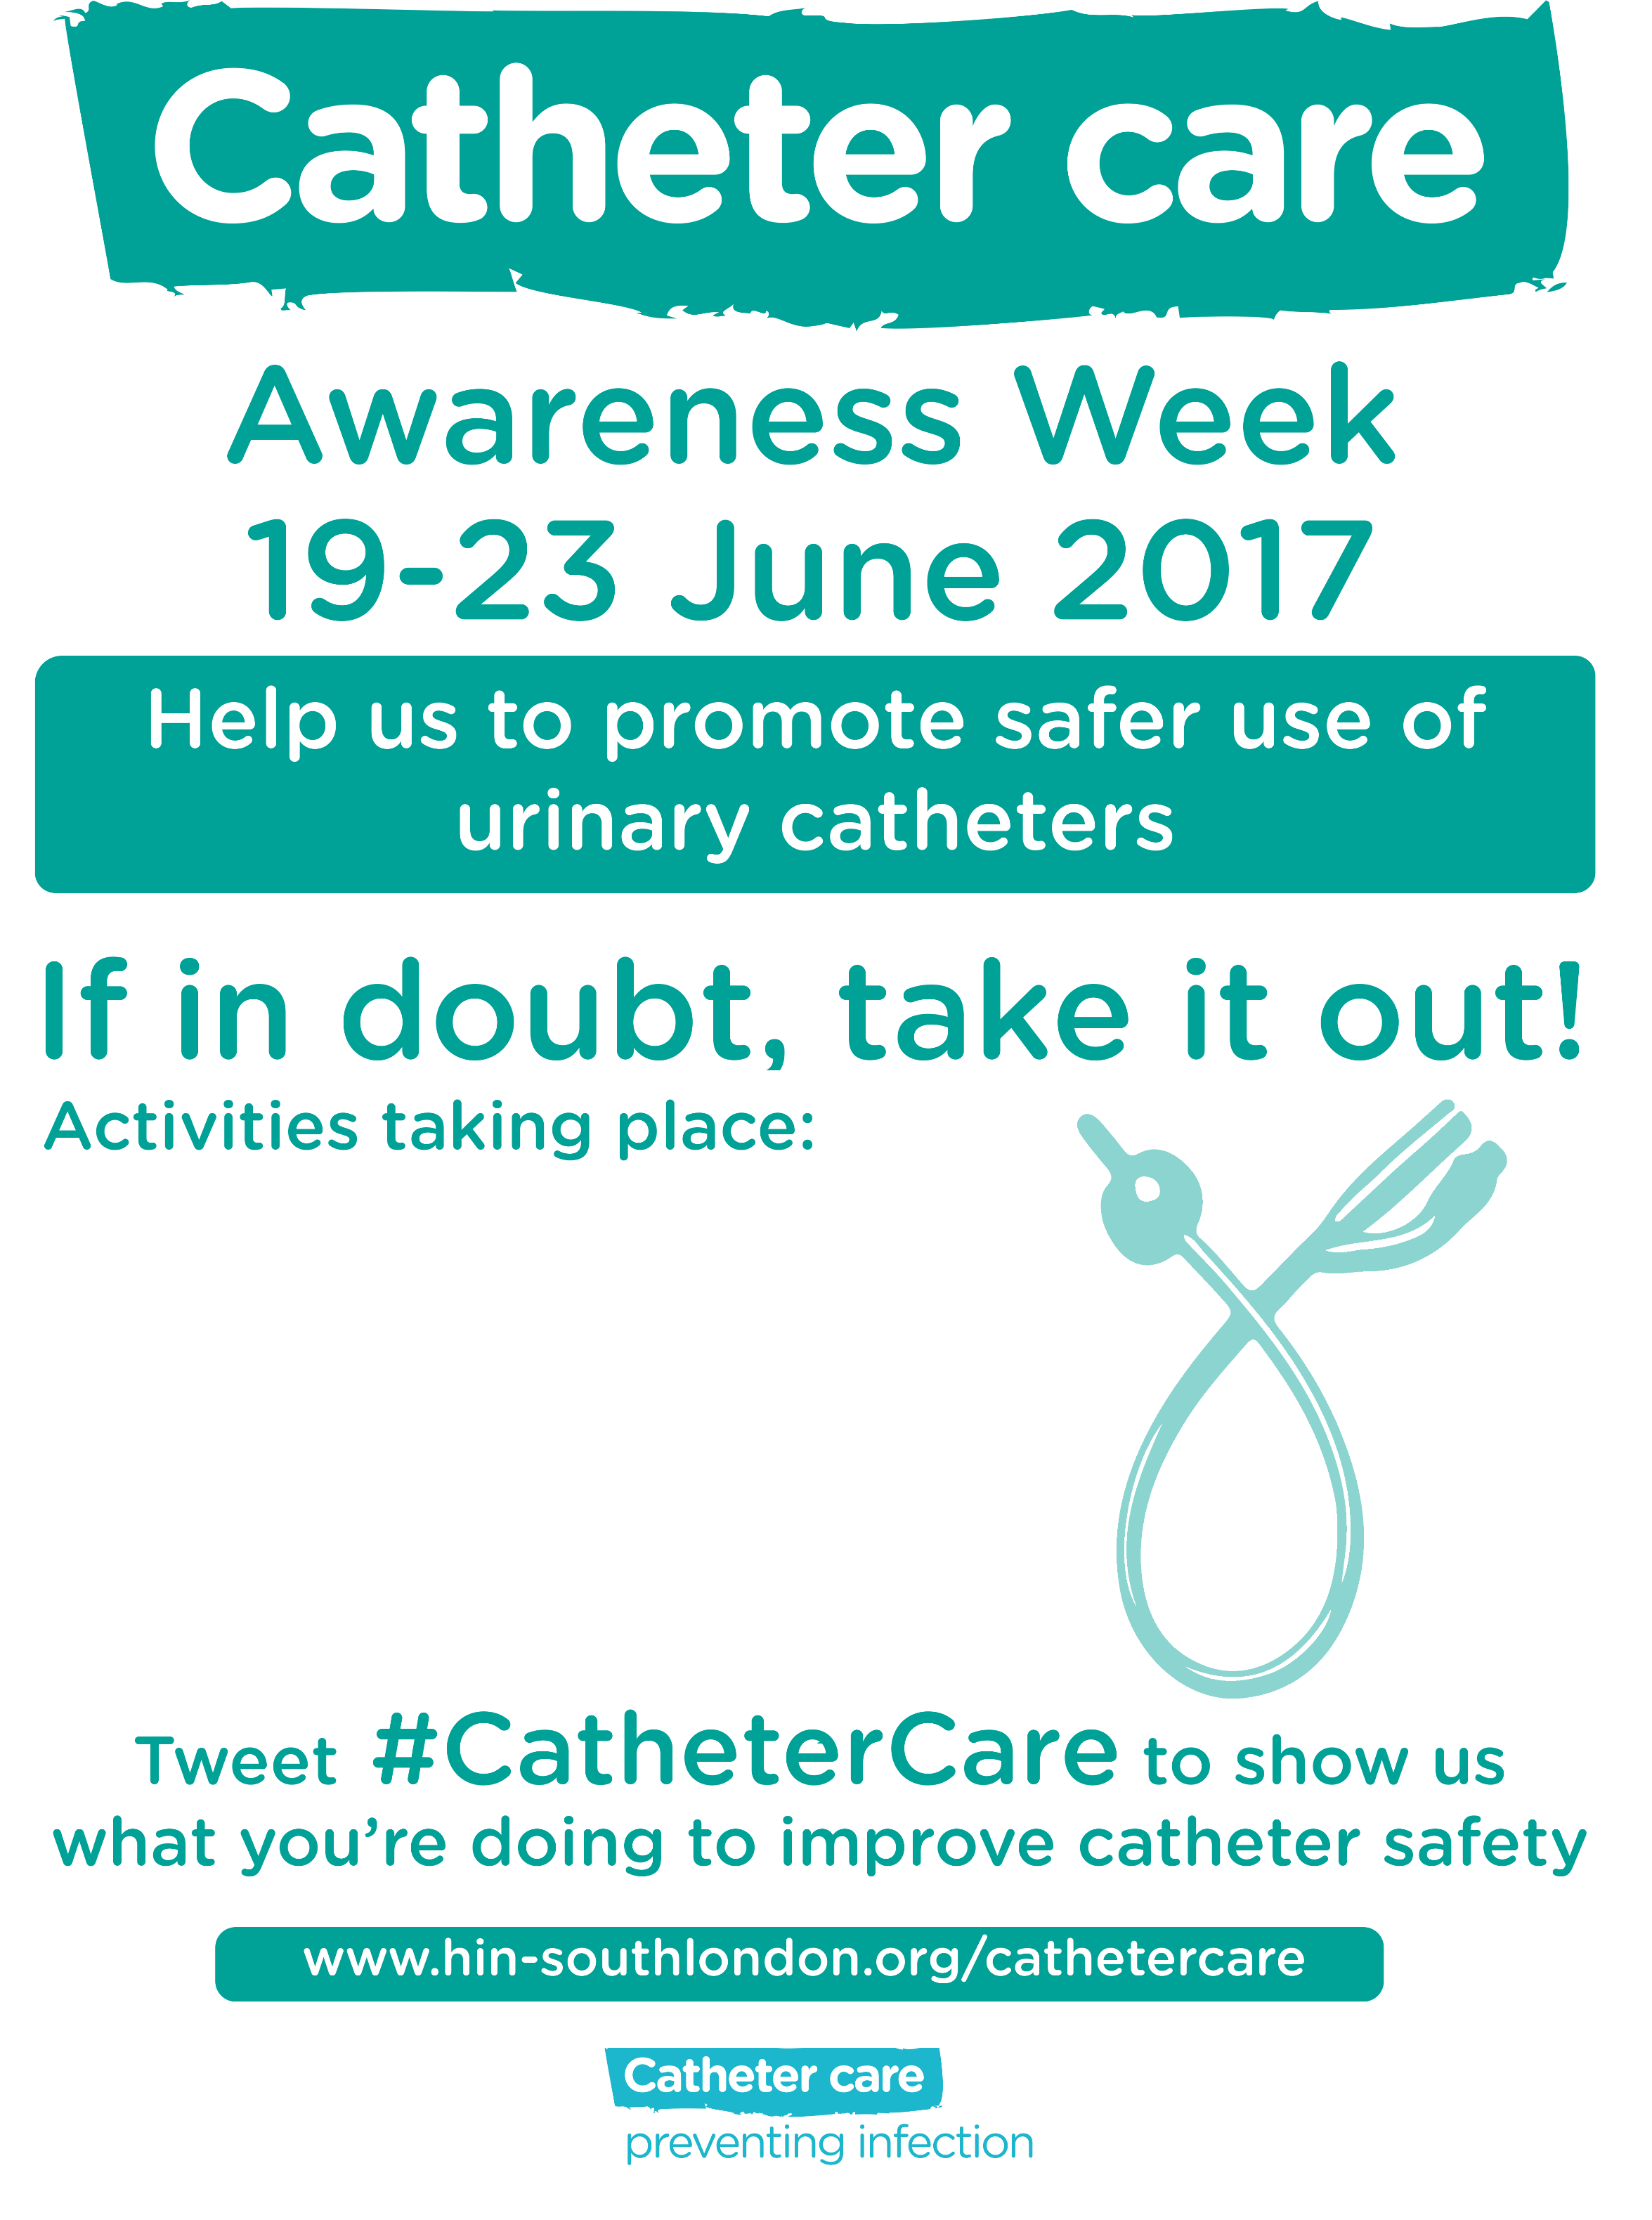 Catheter care
Awareness Week
19-23 June 2017
Help us to promote safer use of
urinary catheters
If in doubt, take it out!
Activities taking place:
Tweet #CatheterCare to show us
what you’re doing to improve catheter safety
www.hin-southlondon.org/cathetercare
Catheter care
preventing infection